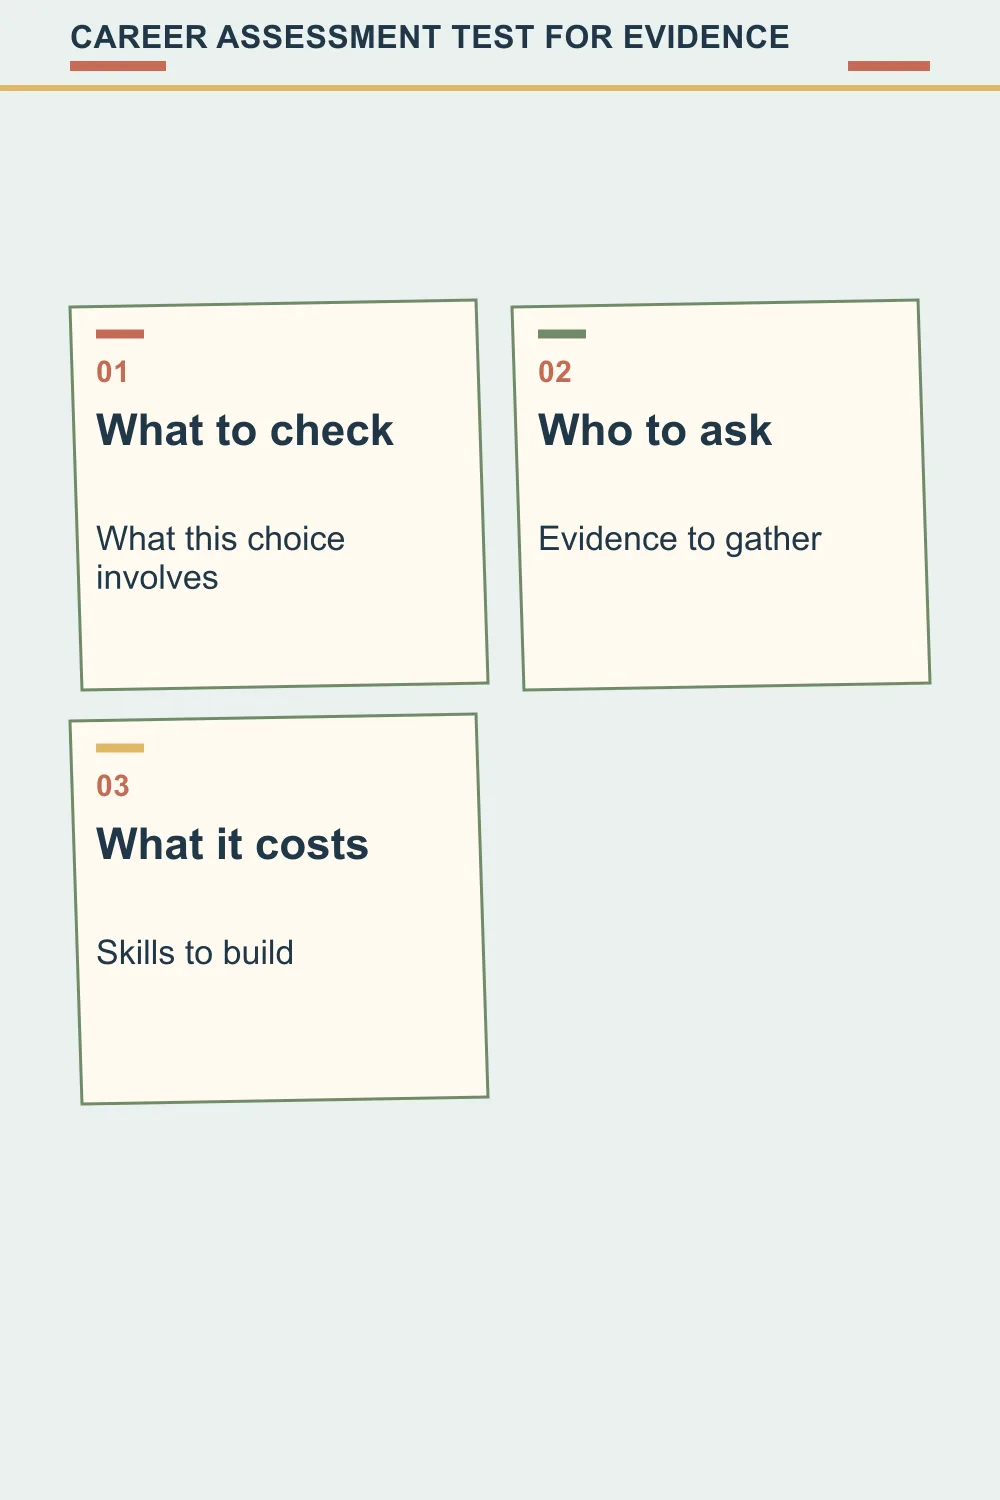 CAREER ASSESSMENT TEST FOR EVIDENCE
01
What to check
What this choice
involves
02
Who to ask
Evidence to gather
03
What it costs
Skills to build